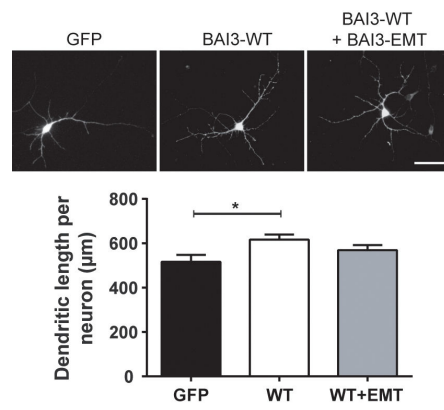 GFP
BAI3-WT
BAI3-WT
+ BAI3-EMT
Dendritic length per
neuron (µm)
800
600
400
200
0
*
GFP
WT
WT+EMT